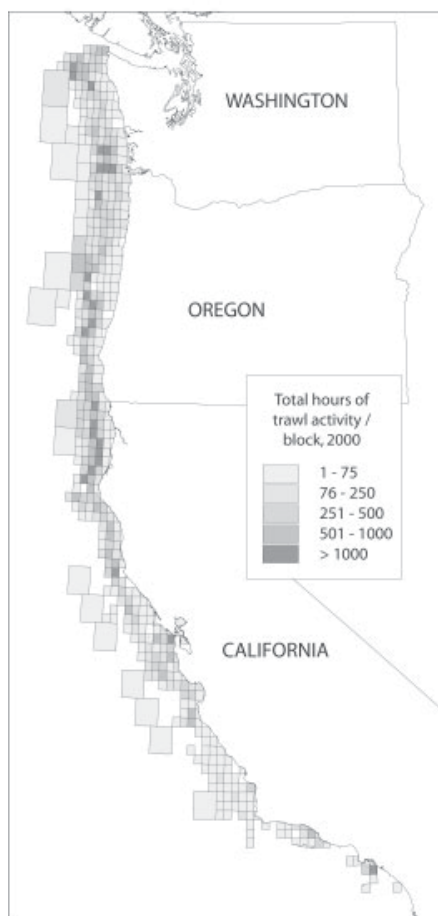 WASHINGTON
OREGON
Total hours of
trawl activity /
block, 2000
1 - 75
76 - 250
251 - 500
501 - 1000
> 1000
CALIFORNIA